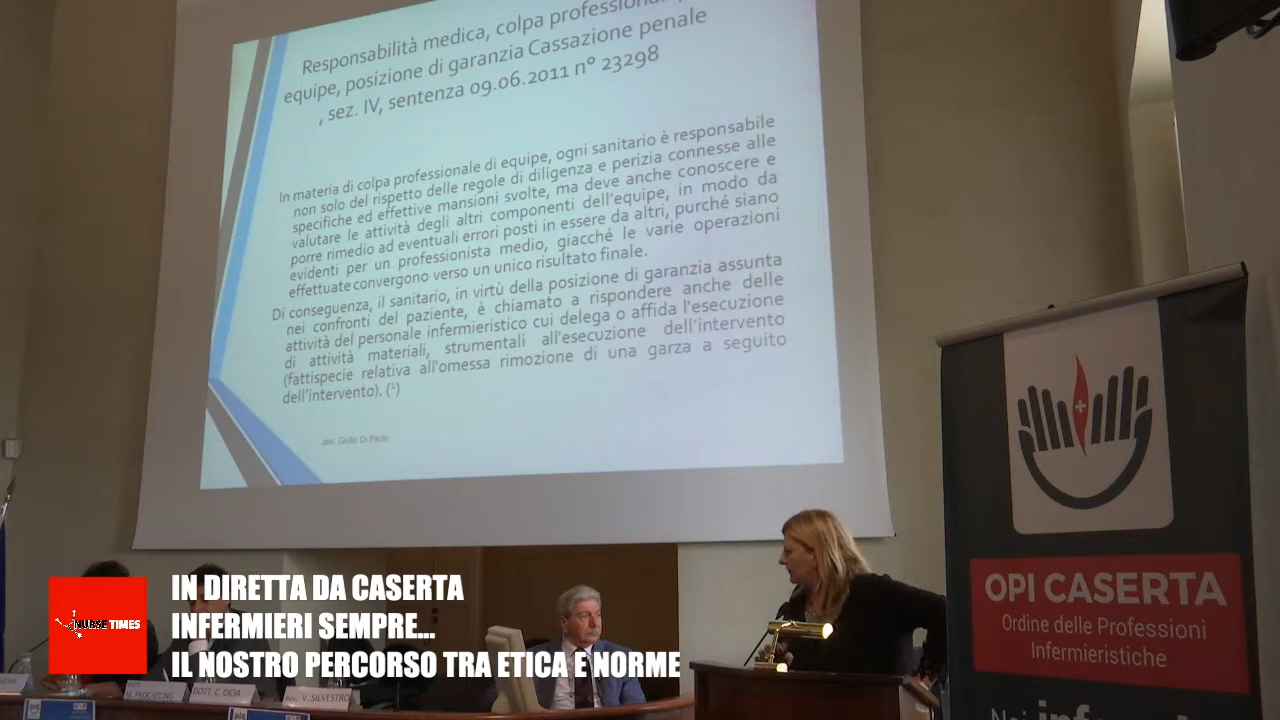 Responsabilità medica, colpa professionale,
equipe, posizione di garanzia Cassazione penale
, sez. IV, sentenza 09.06.2011 n° 23298
In materia di colpa professionale di equipe, ogni sanitario è responsabile
non solo del rispetto delle regole di diligenza e perizia connesse alle
specifiche ed effettive mansioni svolte, ma deve anche conoscere e
valutare le attività degli altri componenti dell'equipe, in modo da
porre rimedio ad eventuali errori posti in essere da altri, purché siano
evidenti per un professionista medio, giacché le varie operazioni
effettuate convergono verso un unico risultato finale.
Di conseguenza, il sanitario, in virtù della posizione di garanzia assunta
nei confronti del paziente, è chiamato a rispondere anche delle
attività del personale infermieristico cui delega o affida l'esecuzione
di attività materiali, strumentali all'esecuzione dell'intervento
(fattispecie relativa all'omessa rimozione di una garza a seguito
dell'intervento). (¹)
avv. Giulia Di Paolo
OPI CASERTA
Ordine delle Professioni
Infermieristiche
Noi
NURSE TIMES
IN DIRETTA DA CASERTA
INFERMIERI SEMPRE...
IL NOSTRO PERCORSO TRA ETICA E NORME
M. PROCACCINO
DOTT. C. OCIA
Avv. V. SILVESTRO